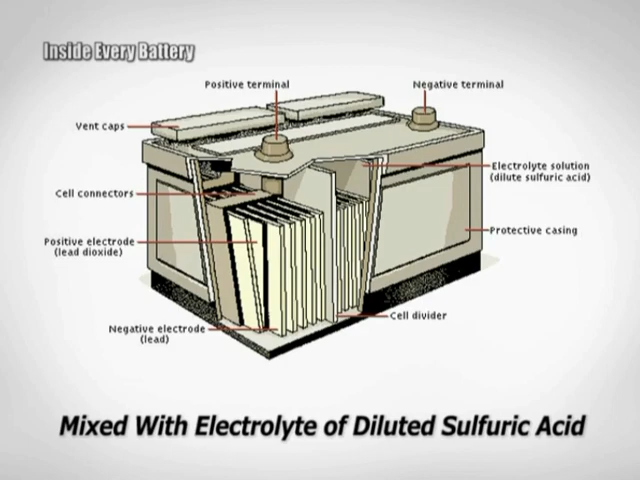 Inside Every Battery
Positive terminal
Negative terminal
Vent caps
Electrolyte solution
(dilute sulfuric acid)
Cell connectors
Positive electrode
(lead dioxide)
Protective casing
Negative electrode
(lead)
Cell divider
Mixed With Electrolyte of Diluted Sulfuric Acid